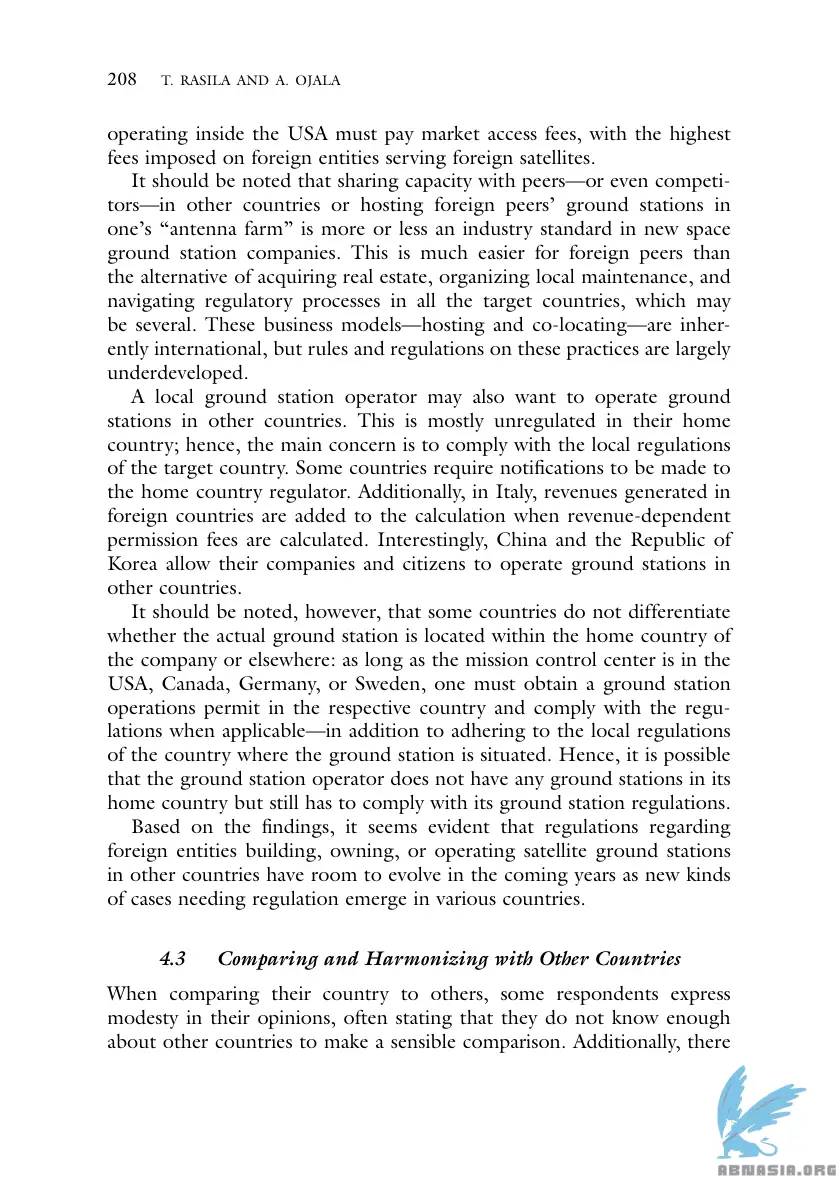 208 T. RASILA AND A. OJALA
operating inside the USA must pay market access fees, with the highest
fees imposed on foreign entities serving foreign satellites.
It should be noted that sharing capacity with peers—or even competi-
tors—in other countries or hosting foreign peers’ ground stations in
one’s “antenna farm” is more or less an industry standard in new space
ground station companies. This is much easier for foreign peers than
the alternative of acquiring real estate, organizing local maintenance, and
navigating regulatory processes in all the target countries, which may
be several. These business models—hosting and co-locating—are inher-
ently international, but rules and regulations on these practices are largely
underdeveloped.
A local ground station operator may also want to operate ground
stations in other countries. This is mostly unregulated in their home
country; hence, the main concern is to comply with the local regulations
of the target country. Some countries require notifications to be made to
the home country regulator. Additionally, in Italy, revenues generated in
foreign countries are added to the calculation when revenue-dependent
permission fees are calculated. Interestingly, China and the Republic of
Korea allow their companies and citizens to operate ground stations in
other countries.
It should be noted, however, that some countries do not differentiate
whether the actual ground station is located within the home country of
the company or elsewhere: as long as the mission control center is in the
USA, Canada, Germany, or Sweden, one must obtain a ground station
operations permit in the respective country and comply with the regu-
lations when applicable—in addition to adhering to the local regulations
of the country where the ground station is situated. Hence, it is possible
that the ground station operator does not have any ground stations in its
home country but still has to comply with its ground station regulations.
Based on the findings, it seems evident that regulations regarding
foreign entities building, owning, or operating satellite ground stations
in other countries have room to evolve in the coming years as new kinds
of cases needing regulation emerge in various countries.
4.3 Comparing and Harmonizing with Other Countries
When comparing their country to others, some respondents express
modesty in their opinions, often stating that they do not know enough
about other countries to make a sensible comparison. Additionally, there
ABNASIA.ORG